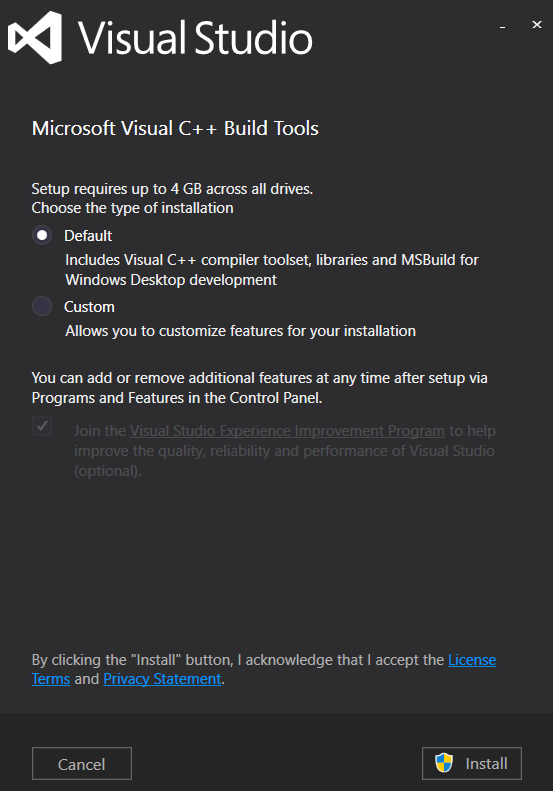 Visual Studio
Microsoft Visual C++ Build Tools
Setup requires up to 4 GB across all drives.
Choose the type of installation
Default
Includes Visual C++ compiler toolset, libraries and MSBuild for
Windows Desktop development
Custom
Allows you to customize features for your installation
You can add or remove additional features at any time after setup via
Programs and Features in the Control Panel.
Join the Visual Studio Experience Improvement Program to help
improve the quality, reliability and performance of Visual Studio
(optional).
By clicking the "Install" button, I acknowledge that I accept the License
Terms and Privacy Statement.
Cancel
Install